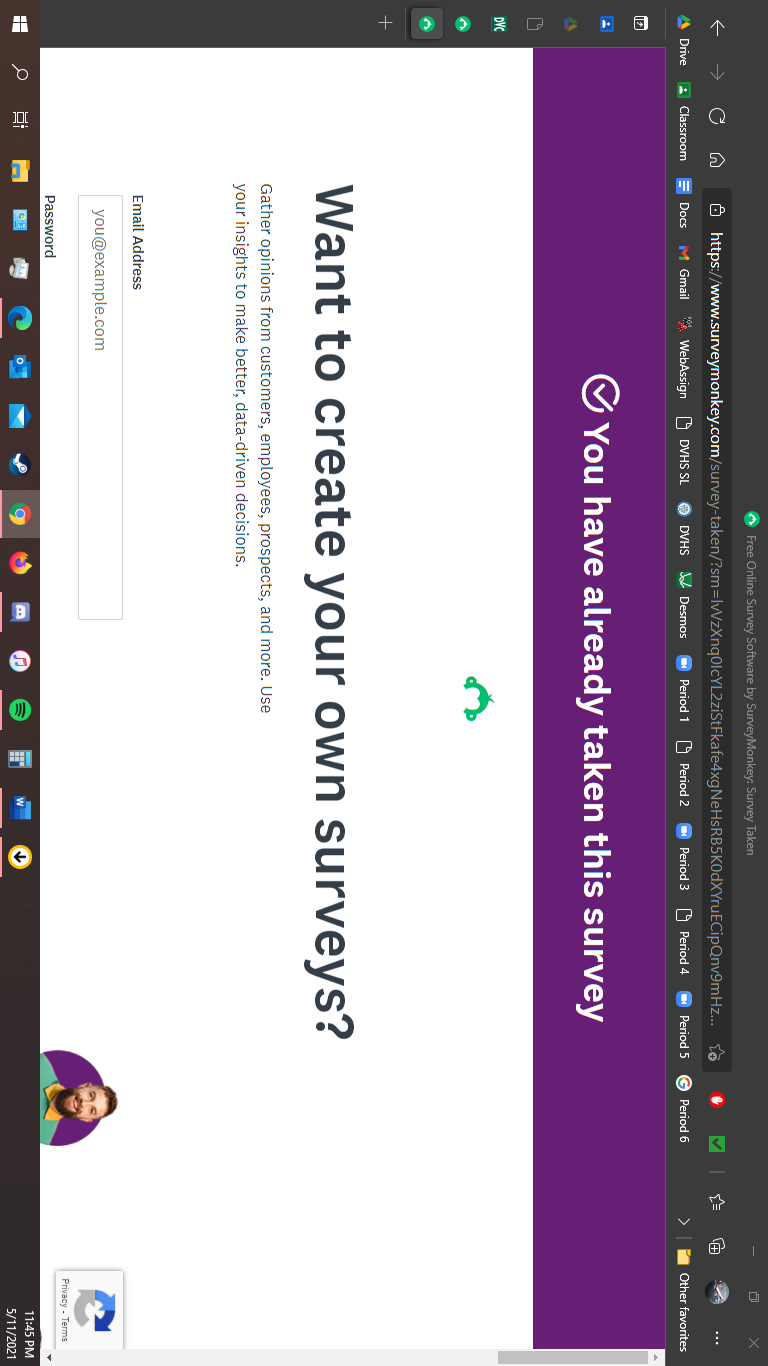 Free Online Survey Software by SurveyMonkey: Survey Taken
https://www.surveymonkey.com/survey-taken/?sm=
Drive
Classroom
Docs
Gmail
WebAssign
DVHS SL
DVHS
Desmos
Period 1
Period 2
Period 3
Period 4
Period 5
Period 6
Other favorites
DVC
You have already taken this survey
Want to create your own surveys?
Gather opinions from customers, employees, prospects, and more. Use
your insights to make better, data-driven decisions.
Email Address
you@example.com
Password
Privacy - Terms
11:45 PM
5/11/2021